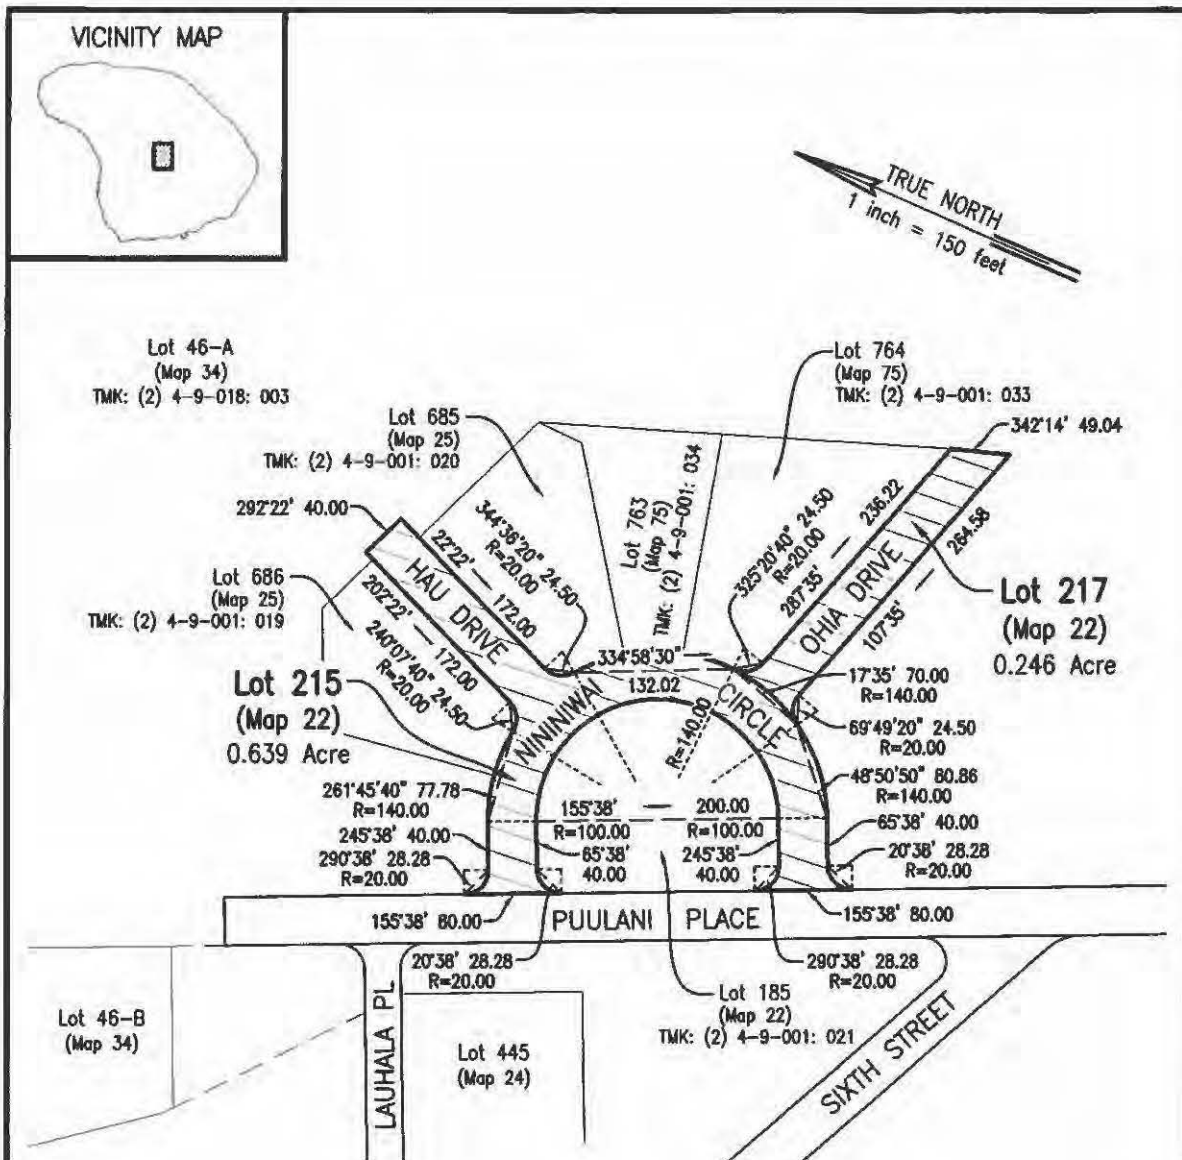 VICINITY MAP
TRUE NORTH
1 inch = 150 feet
Lot 46-A
(Map 34)
TMK: (2) 4-9-018: 003
Lot 764
(Map 75)
TMK: (2) 4-9-001: 033
Lot 685
(Map 25)
TMK: (2) 4-9-001: 020
342°14' 49.04
292°22' 40.00
344°36'20" 24.50
R=20.00
22°22' — 172.00
HAU DRIVE
Lot 763
(Map 75)
TMK: (2) 4-9-001: 034
325°20'40" 24.50
R=20.00
287°35' — 236.22
OHIA DRIVE
107°35' — 264.58
Lot 686
(Map 25)
TMK: (2) 4-9-001: 019
202°22' — 172.00
240°07'40" 24.50
R=20.00
Lot 217
(Map 22)
0.246 Acre
Lot 215
(Map 22)
0.639 Acre
334°58'30"
132.02
NININIWAI CIRCLE
R=140.00
17°35' 70.00
R=140.00
69°49'20" 24.50
R=20.00
261°45'40" 77.78
R=140.00
48°50'50" 80.86
R=140.00
155°38' — 200.00
R=100.00 R=100.00
245°38' 40.00
65°38' 40.00
290°38' 28.28
R=20.00
65°38'
40.00
245°38'
40.00
20°38' 28.28
R=20.00
155°38' 80.00
PUULANI PLACE
155°38' 80.00
20°38' 28.28
R=20.00
290°38' 28.28
R=20.00
Lot 185
(Map 22)
TMK: (2) 4-9-001: 021
Lot 46-B
(Map 34)
LAUHALA PL
Lot 445
(Map 24)
SIXTH STREET